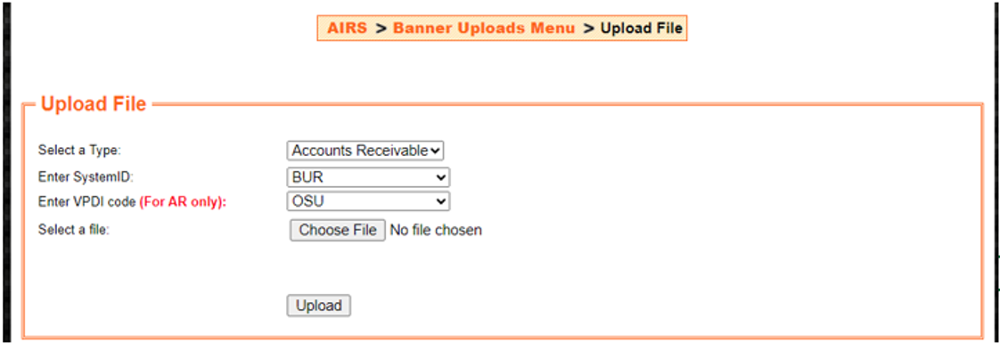 AIRS > Banner Uploads Menu > Upload File
Upload File
Select a Type: Accounts Receivable
Enter SystemID: BUR
Enter VPDI code (For AR only): OSU
Select a file: Choose File No file chosen
Upload